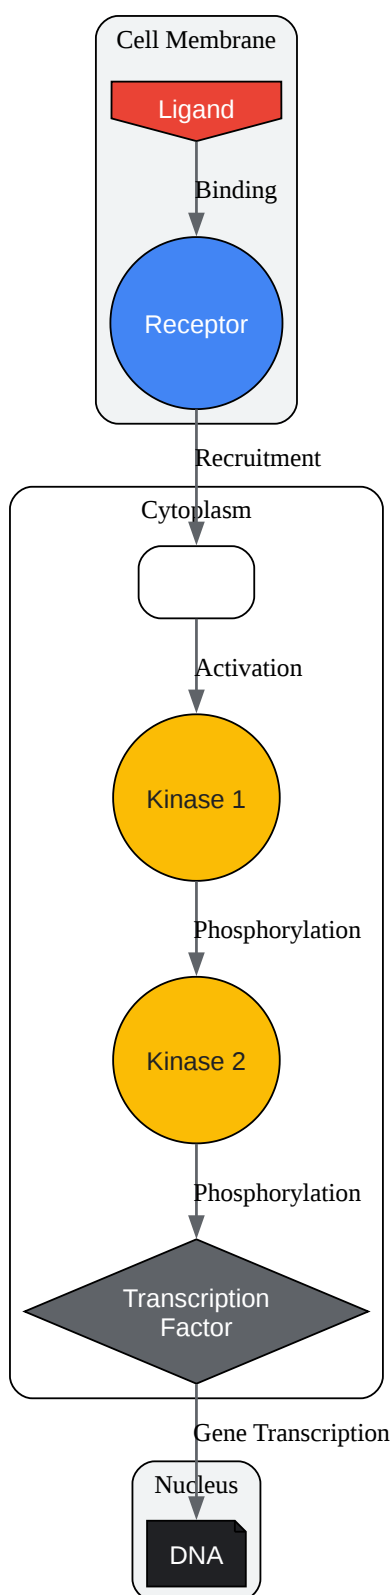 Cell Membrane
Ligand
Binding
Receptor
Recruitment
Cytoplasm
Activation
Kinase 1
Phosphorylation
Kinase 2
Phosphorylation
Transcription
Factor
Gene Transcription
Nucleus
DNA